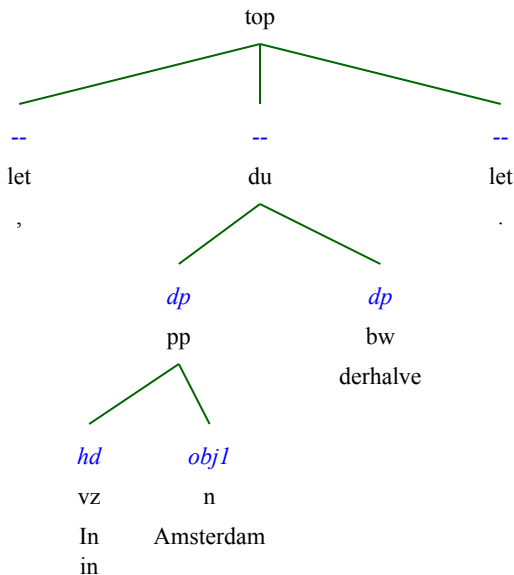 top
-- -- --
let du let
, .
dp dp
pp bw
derhalve
hd obj1
vz n
In Amsterdam
in